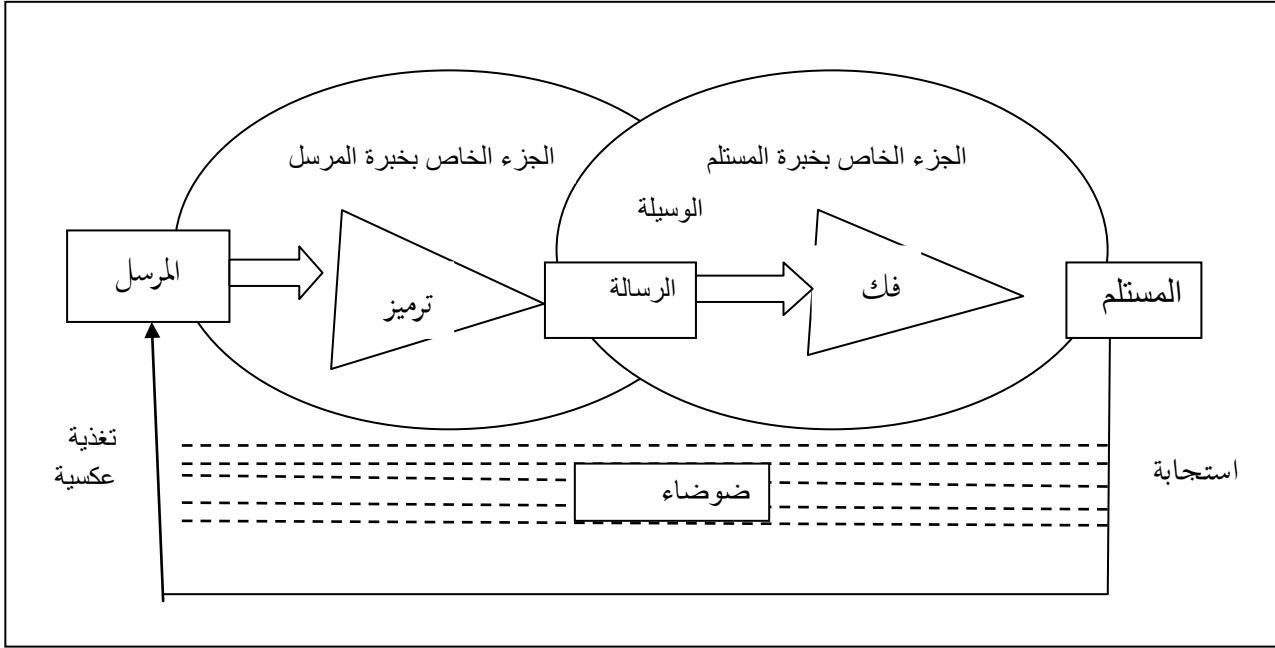 الجزء الخاص بخبرة المستلم
الجزء الخاص بخبرة المرسل
الوسيلة
المرسل
ترميز
الرسالة
فك
المستلم
تغذية
عكسية
ضوضاء
استجابة